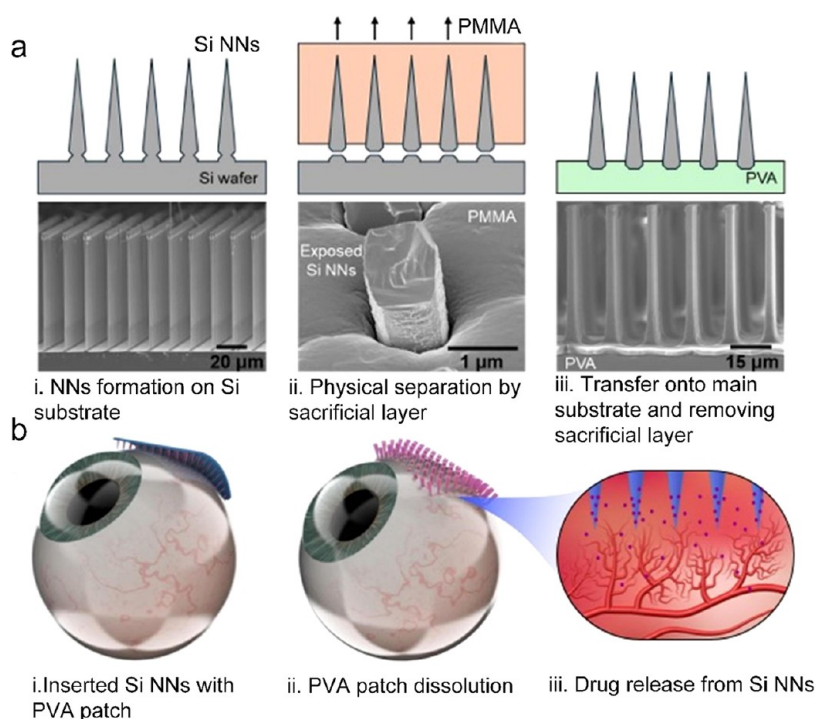 a
Si NNs
Si wafer
20 μm
i. NNs formation on Si
substrate
PMMA
PMMA
Exposed
Si NNs
1 μm
ii. Physical separation by
sacrificial layer
PVA
PVA
15 μm
iii. Transfer onto main
substrate and removing
sacrificial layer
b
i.Inserted Si NNs with
PVA patch
ii. PVA patch dissolution
iii. Drug release from Si NNs